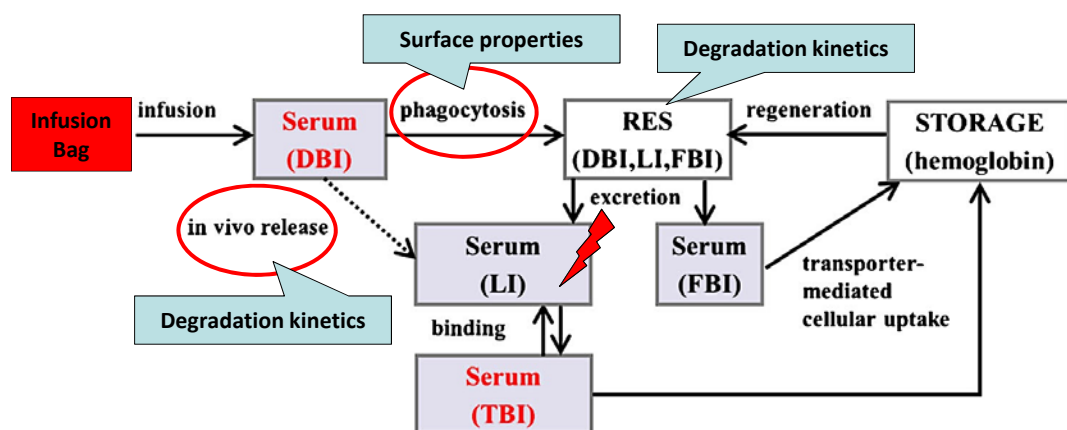 Surface properties
Degradation kinetics
Infusion
Bag
infusion
Serum
(DBI)
phagocytosis
RES
(DBI,LI,FBI)
regeneration
STORAGE
(hemoglobin)
in vivo release
excretion
Serum
(LI)
Serum
(FBI)
transporter-
mediated
cellular uptake
Degradation kinetics
binding
Serum
(TBI)